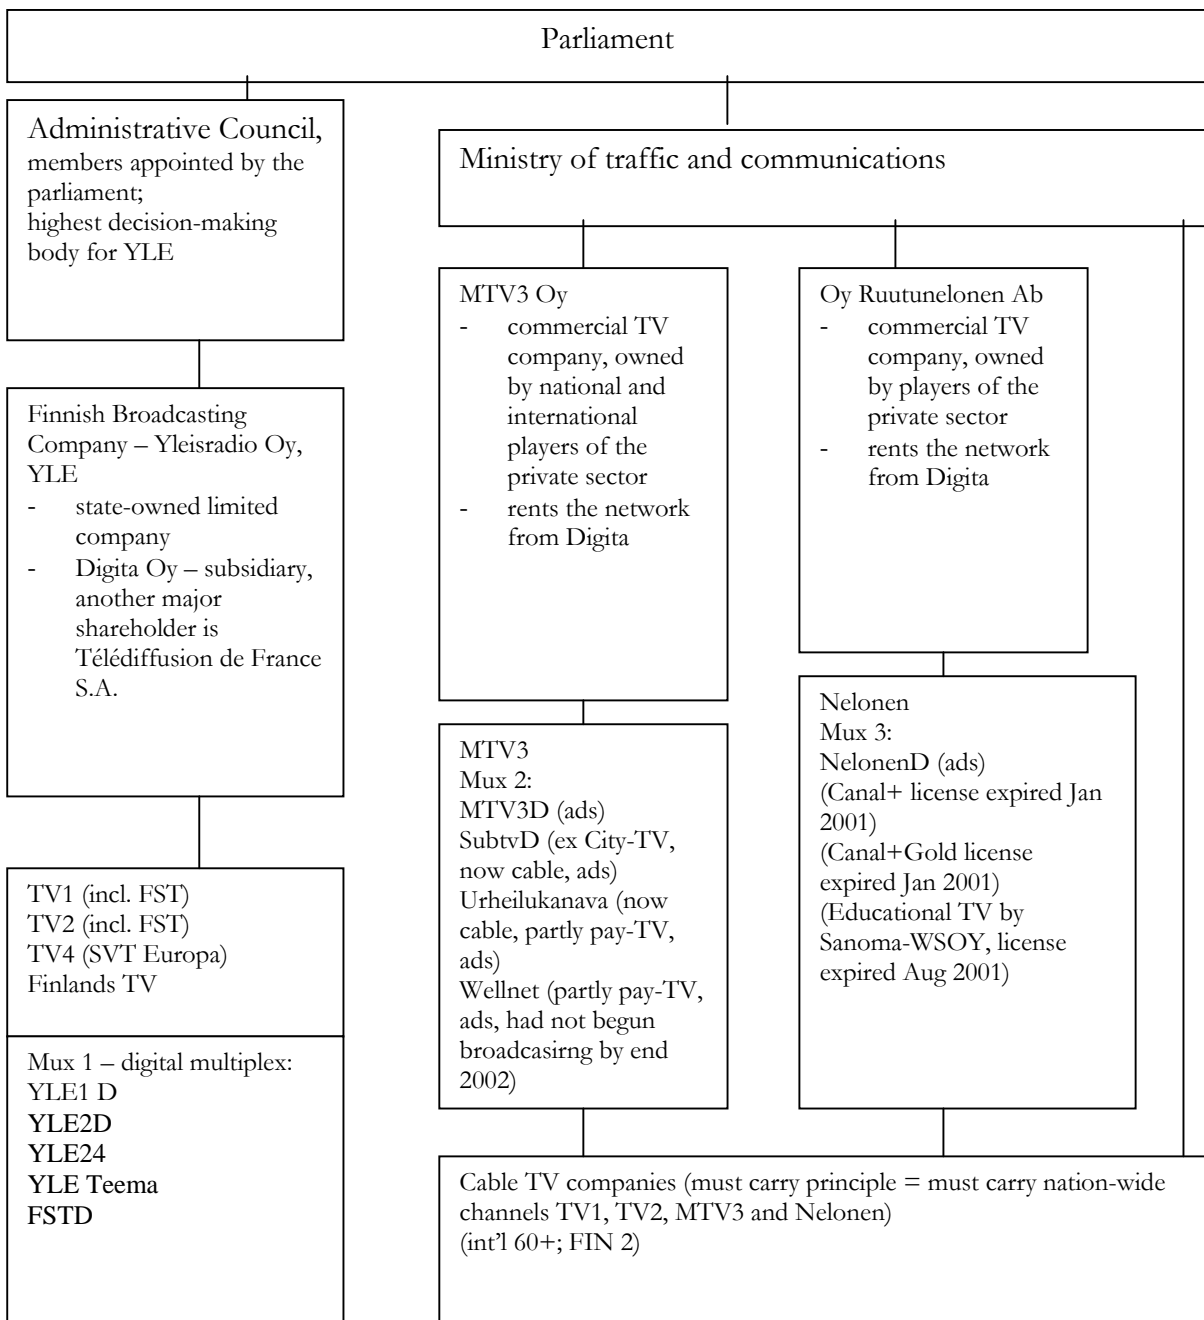 Parliament
Administrative Council,
members appointed by the
parliament;
highest decision-making
body for YLE
Ministry of traffic and communications
Finnish Broadcasting
Company – Yleisradio Oy,
YLE
- state-owned limited
company
- Digita Oy – subsidiary,
another major
shareholder is
Télédiffusion de France
S.A.
TV1 (incl. FST)
TV2 (incl. FST)
TV4 (SVT Europa)
Finlands TV
Mux 1 – digital multiplex:
YLE1 D
YLE2D
YLE24
YLE Teema
FSTD
MTV3 Oy
- commercial TV
company, owned
by national and
international
players of the
private sector
- rents the network
from Digita
MTV3
Mux 2:
MTV3D (ads)
SubtvD (ex City-TV,
now cable, ads)
Urheilukanava (now
cable, partly pay-TV,
ads)
Wellnet (partly pay-TV,
ads, had not begun
broadcasirng by end
2002)
Oy Ruutunelonen Ab
- commercial TV
company, owned
by players of the
private sector
- rents the network
from Digita
Nelonen
Mux 3:
NelonenD (ads)
(Canal+ license expired Jan
2001)
(Canal+Gold license
expired Jan 2001)
(Educational TV by
Sanoma-WSOY, license
expired Aug 2001)
Cable TV companies (must carry principle = must carry nation-wide
channels TV1, TV2, MTV3 and Nelonen)
(int'l 60+; FIN 2)